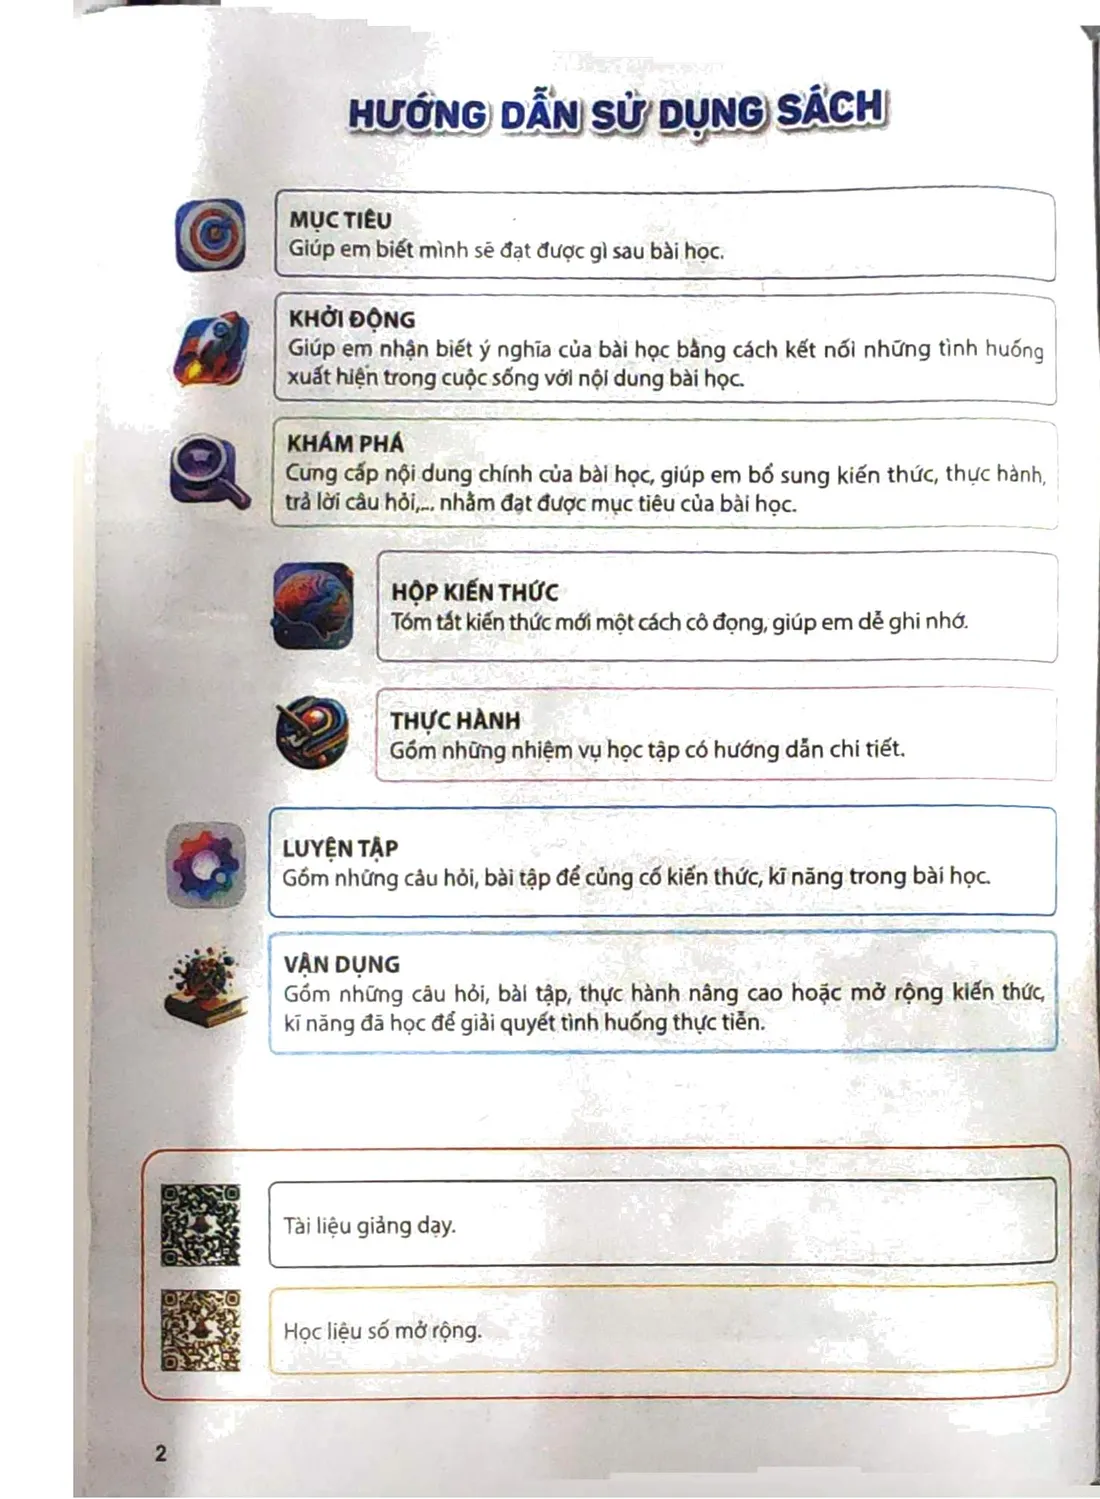 HƯỚNG DẪN SỬ DỤNG SÁCH
MỤC TIÊU
Giúp em biết mình sẽ đạt được gì sau bài học.
KHỞI ĐỘNG
Giúp em nhận biết ý nghĩa của bài học bằng cách kết nối những tình huống
xuất hiện trong cuộc sống với nội dung bài học.
KHÁM PHÁ
Cung cấp nội dung chính của bài học, giúp em bổ sung kiến thức, thực hành,
trả lời câu hỏi,... nhằm đạt được mục tiêu của bài học.
HỘP KIẾN THỨC
Tóm tắt kiến thức mới một cách cô đọng, giúp em dễ ghi nhớ.
THỰC HÀNH
Gồm những nhiệm vụ học tập có hướng dẫn chi tiết.
LUYỆN TẬP
Gồm những câu hỏi, bài tập để củng cố kiến thức, kĩ năng trong bài học.
VẬN DỤNG
Gồm những câu hỏi, bài tập, thực hành nâng cao hoặc mở rộng kiến thức,
kĩ năng đã học để giải quyết tình huống thực tiễn.
Tài liệu giảng dạy.
Học liệu số mở rộng.
2